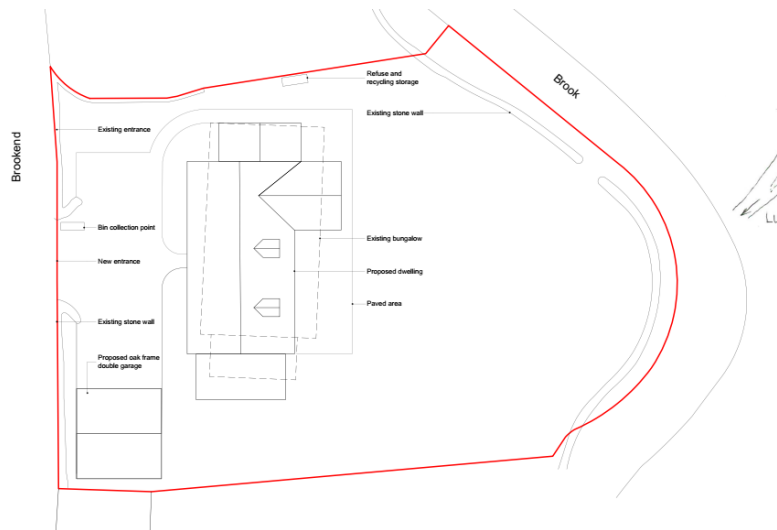 Refuse and
recycling storage
Brook
Existing stone wall
Existing entrance
Brookend
Bin collection point
Existing bungalow
New entrance
Proposed dwelling
Paved area
Existing stone wall
Proposed oak frame
double garage